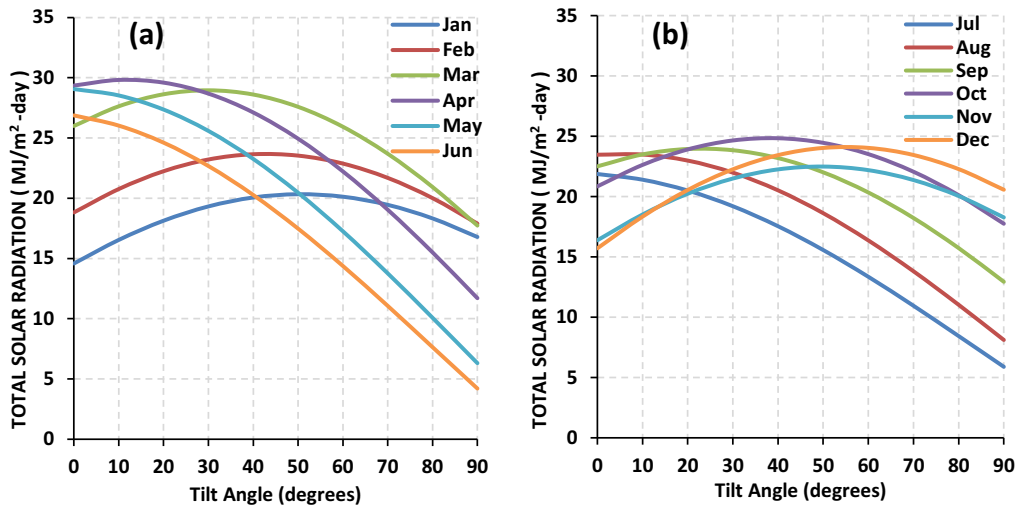 (a)
TOTAL SOLAR RADIATION ( MJ/m² -day )
35
30
25
20
15
10
5
0
Jan
Feb
Mar
Apr
May
Jun
0 10 20 30 40 50 60 70 80 90
Tilt Angle (degrees)
(b)
TOTAL SOLAR RADIATION ( MJ/m² -day )
35
30
25
20
15
10
5
0
Jul
Aug
Sep
Oct
Nov
Dec
0 10 20 30 40 50 60 70 80 90
Tilt Angle (degrees)